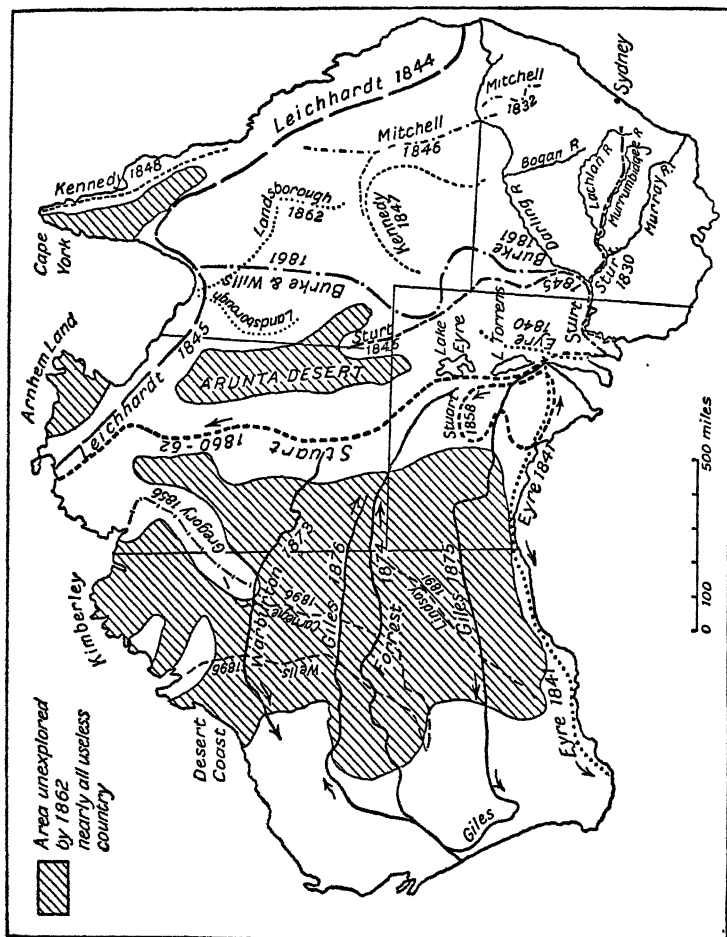 Area unexplored
by 1862
nearly all useless
country
Kimberley
Desert
Coast
Arnhem Land
Cape
York
Kennedy 1848
Leichhardt 1844
Leichhardt 1845
Gregory 1856
Stuart
1860-62
ARUNTA DESERT
Landsborough
Landsborough
1862
Burke & Wills
1861
Mitchell
1846
Mitchell
1832
Kennedy
1847
Warburton
1873
Carnegie
1896
Wells
1896
Giles 1876
Forrest
1874
Lindsay
1891
Giles 1875
Giles
Sturt
1845
Lake
Eyre
L. Torrens
Stuart
1858
Eyre
1840
Sturt
1845
Burke
1861
Darling R
Bogan R
Lachlan R
Murrumbidgee R
Murray R.
Sturt
1830
Sydney
Eyre 1841
Eyre 1841
0 100 500 miles